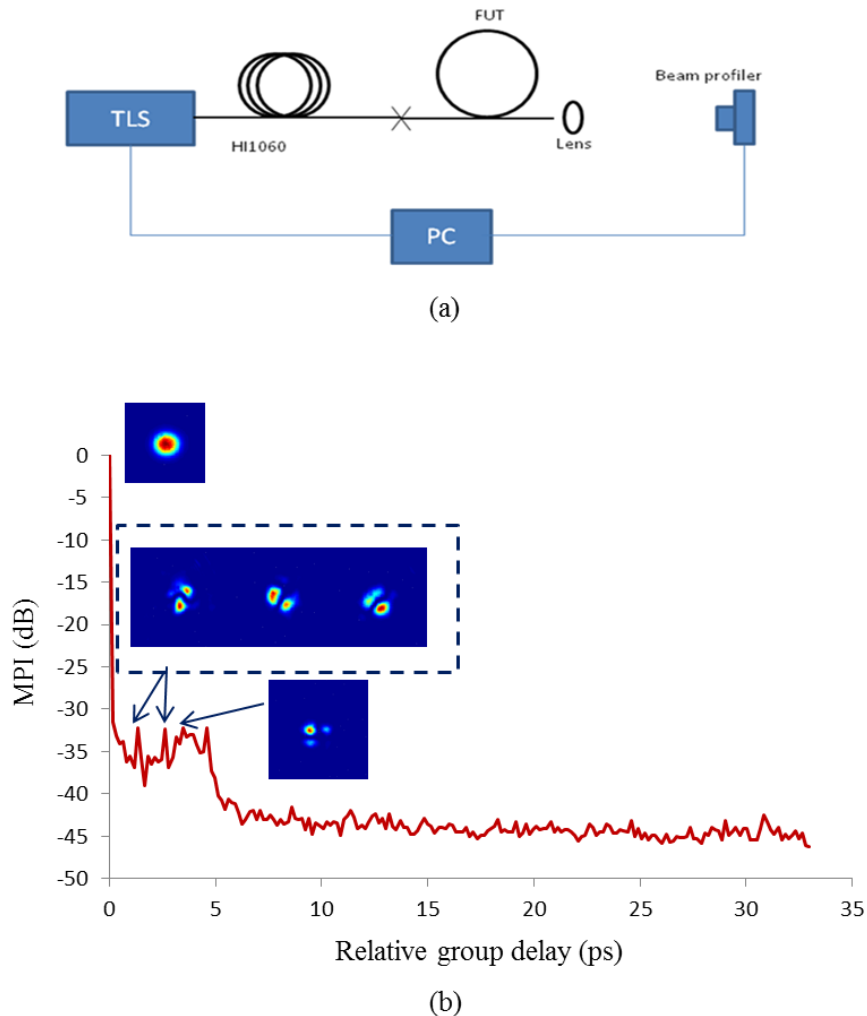 FUT
Beam profiler
TLS
HI1060
Lens
PC
(a)
0
-5
-10
-15
-20
-25
-30
-35
-40
-45
-50
MPI (dB)
0 5 10 15 20 25 30 35
Relative group delay (ps)
(b)